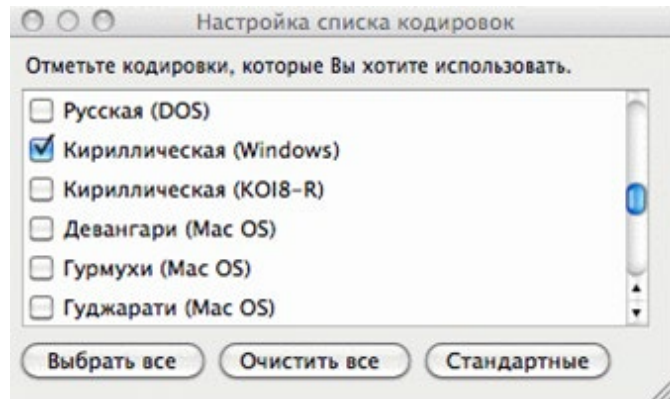 Настройка списка кодировок
Отметьте кодировки, которые Вы хотите использовать.
Русская (DOS)
Кириллическая (Windows)
Кириллическая (KOI8-R)
Девангари (Mac OS)
Гурмухи (Mac OS)
Гуджарати (Mac OS)
Выбрать все Очистить все Стандартные